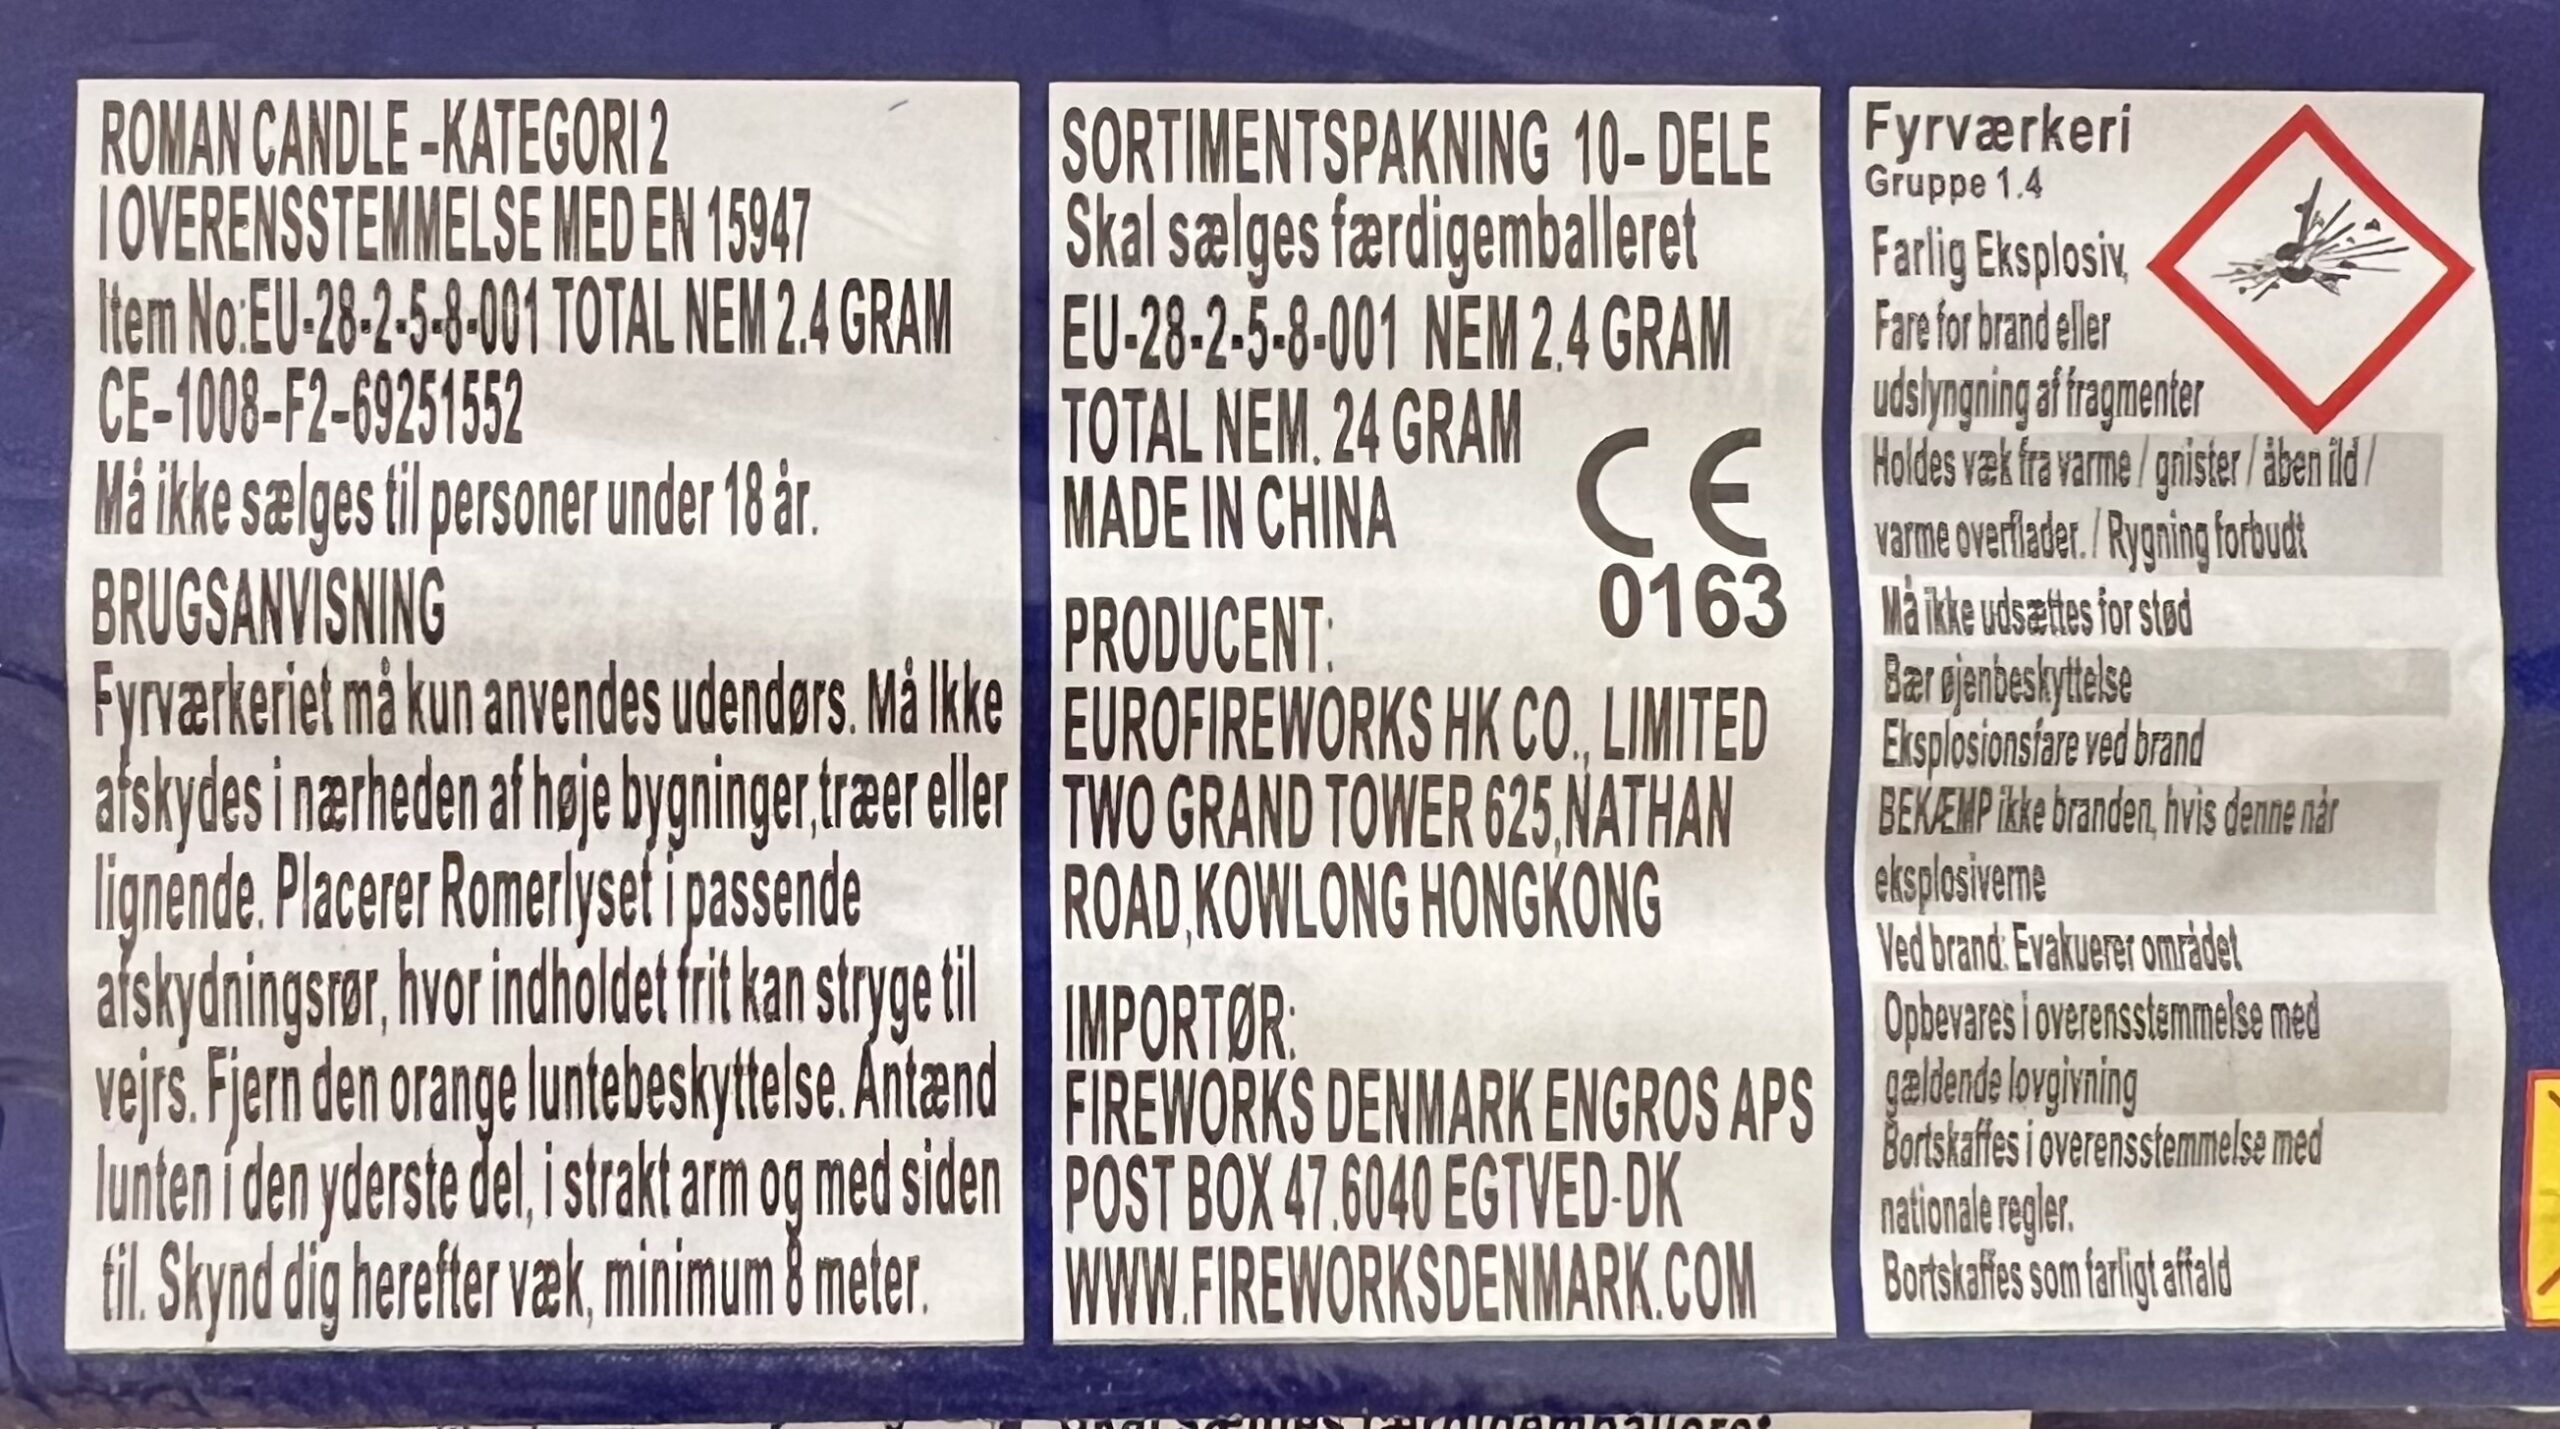 ROMAN CANDLE -KATEGORI 2
I OVERENSSTEMMELSE MED EN 15947
Item No:EU-28-2-5-8-001 TOTAL NEM 2.4 GRAM
CE-1008-F2-69251552
Må ikke sælges til personer under 18 år.
BRUGSANVISNING
Fyrværkeriet må kun anvendes udendørs. Må Ikke
afskydes i nærheden af høje bygninger,træer eller
lignende. Placerer Romerlyset i passende
afskydningsrør, hvor indholdet frit kan stryge til
vejrs. Fjern den orange luntebeskyttelse. Antænd
lunten i den yderste del, i strakt arm og med siden
til. Skynd dig herefter væk, minimum 8 meter.
SORTIMENTSPAKNING 10- DELE
Skal sælges færdigemballeret
EU-28-2-5-8-001 NEM 2.4 GRAM
TOTAL NEM. 24 GRAM
MADE IN CHINA
CE
0163
PRODUCENT:
EUROFIREWORKS HK CO., LIMITED
TWO GRAND TOWER 625,NATHAN
ROAD,KOWLONG HONGKONG
IMPORTØR:
FIREWORKS DENMARK ENGROS APS
POST BOX 47.6040 EGTVED-DK
WWW.FIREWORKSDENMARK.COM
Fyrværkeri
Gruppe 1.4
Farlig Eksplosiv,
Fare for brand eller
udslyngning af fragmenter
Holdes væk fra varme / gnister / åben ild /
varme overflader. / Rygning forbudt
Må ikke udsættes for stød
Bær øjenbeskyttelse
Eksplosionsfare ved brand
BEKÆMP ikke branden, hvis denne når
eksplosiverne
Ved brand: Evakuerer området
Opbevares i overensstemmelse med
gældende lovgivning
Bortskaffes i overensstemmelse med
nationale regler.
Bortskaffes som farligt affald
Skal sælges færdigemballeret